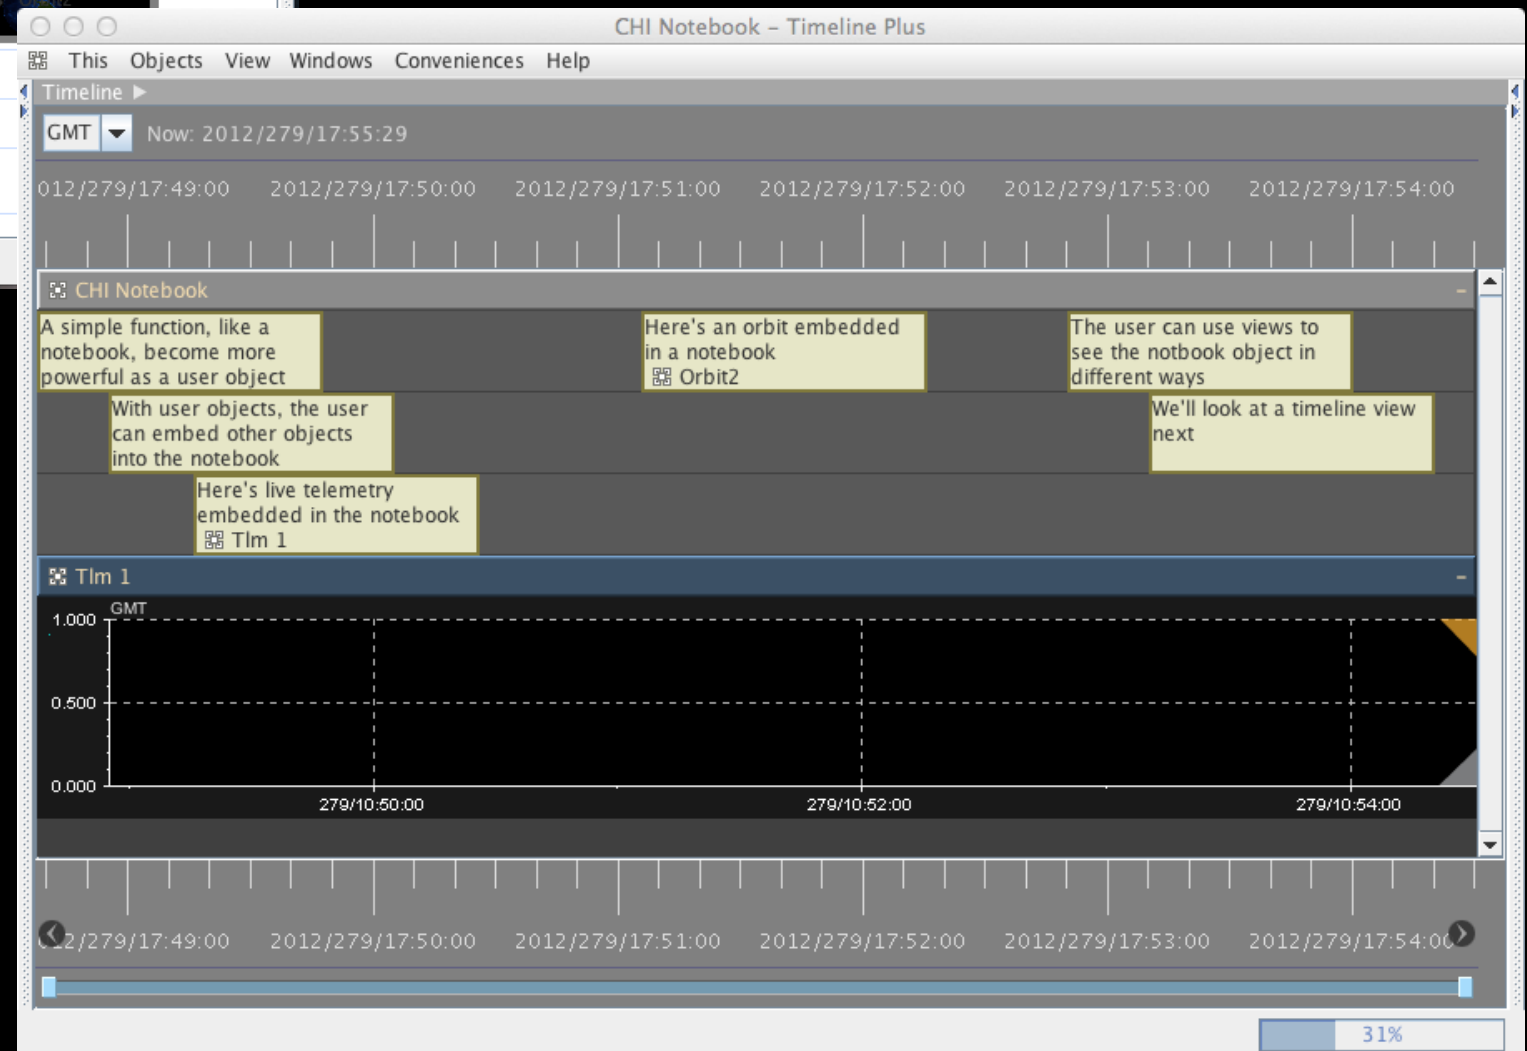 CHI Notebook – Timeline Plus
This Objects View Windows Conveniences Help
Timeline
GMT Now: 2012/279/17:55:29
012/279/17:49:00 2012/279/17:50:00 2012/279/17:51:00 2012/279/17:52:00 2012/279/17:53:00 2012/279/17:54:00
CHI Notebook
A simple function, like a
notebook, become more
powerful as a user object
Here's an orbit embedded
in a notebook
Orbit2
The user can use views to
see the notbook object in
different ways
With user objects, the user
can embed other objects
into the notebook
We'll look at a timeline view
next
Here's live telemetry
embedded in the notebook
Tlm 1
Tlm 1
GMT
1.000
0.500
0.000
279/10:50:00 279/10:52:00 279/10:54:00
2/279/17:49:00 2012/279/17:50:00 2012/279/17:51:00 2012/279/17:52:00 2012/279/17:53:00 2012/279/17:54:00
31%